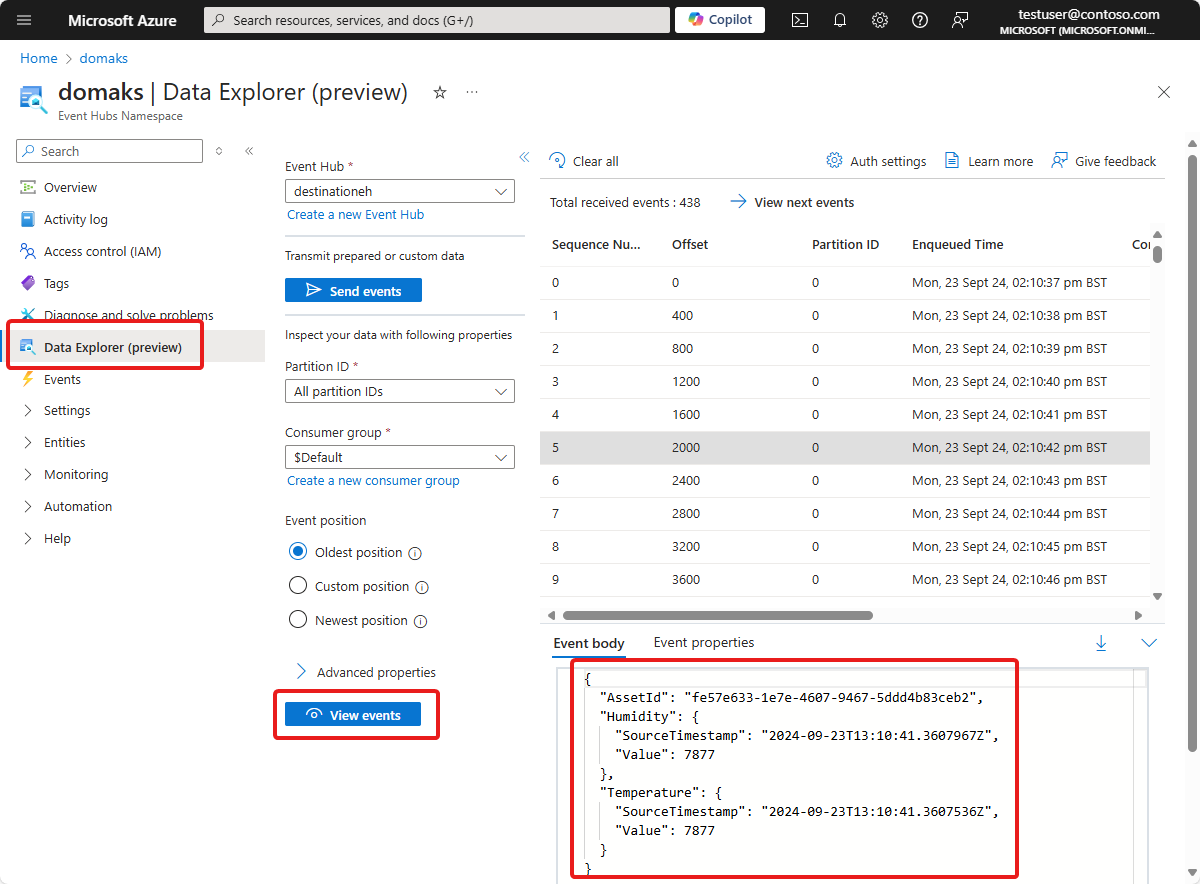 Microsoft Azure
Search resources, services, and docs (G+/)
Copilot
testuser@contoso.com
MICROSOFT (MICROSOFT.ONMI...
Home > domaks
domaks | Data Explorer (preview)
Event Hubs Namespace
Search
Overview
Activity log
Access control (IAM)
Tags
Diagnose and solve problems
Data Explorer (preview)
Events
Settings
Entities
Monitoring
Automation
Help
Event Hub *
destinationeh
Create a new Event Hub
Transmit prepared or custom data
Send events
Inspect your data with following properties
Partition ID *
All partition IDs
Consumer group *
$Default
Create a new consumer group
Event position
Oldest position
Custom position
Newest position
Advanced properties
View events
Clear all
Auth settings
Learn more
Give feedback
Total received events : 438
View next events
Sequence Nu... Offset Partition ID Enqueued Time
0 0 0 Mon, 23 Sept 24, 02:10:37 pm BST
1 400 0 Mon, 23 Sept 24, 02:10:38 pm BST
2 800 0 Mon, 23 Sept 24, 02:10:39 pm BST
3 1200 0 Mon, 23 Sept 24, 02:10:40 pm BST
4 1600 0 Mon, 23 Sept 24, 02:10:41 pm BST
5 2000 0 Mon, 23 Sept 24, 02:10:42 pm BST
6 2400 0 Mon, 23 Sept 24, 02:10:43 pm BST
7 2800 0 Mon, 23 Sept 24, 02:10:44 pm BST
8 3200 0 Mon, 23 Sept 24, 02:10:45 pm BST
9 3600 0 Mon, 23 Sept 24, 02:10:46 pm BST
Event body
Event properties
{
"AssetId": "fe57e633-1e7e-4607-9467-5ddd4b83ceb2",
"Humidity": {
"SourceTimestamp": "2024-09-23T13:10:41.3607967Z",
"Value": 7877
},
"Temperature": {
"SourceTimestamp": "2024-09-23T13:10:41.3607536Z",
"Value": 7877
}
}